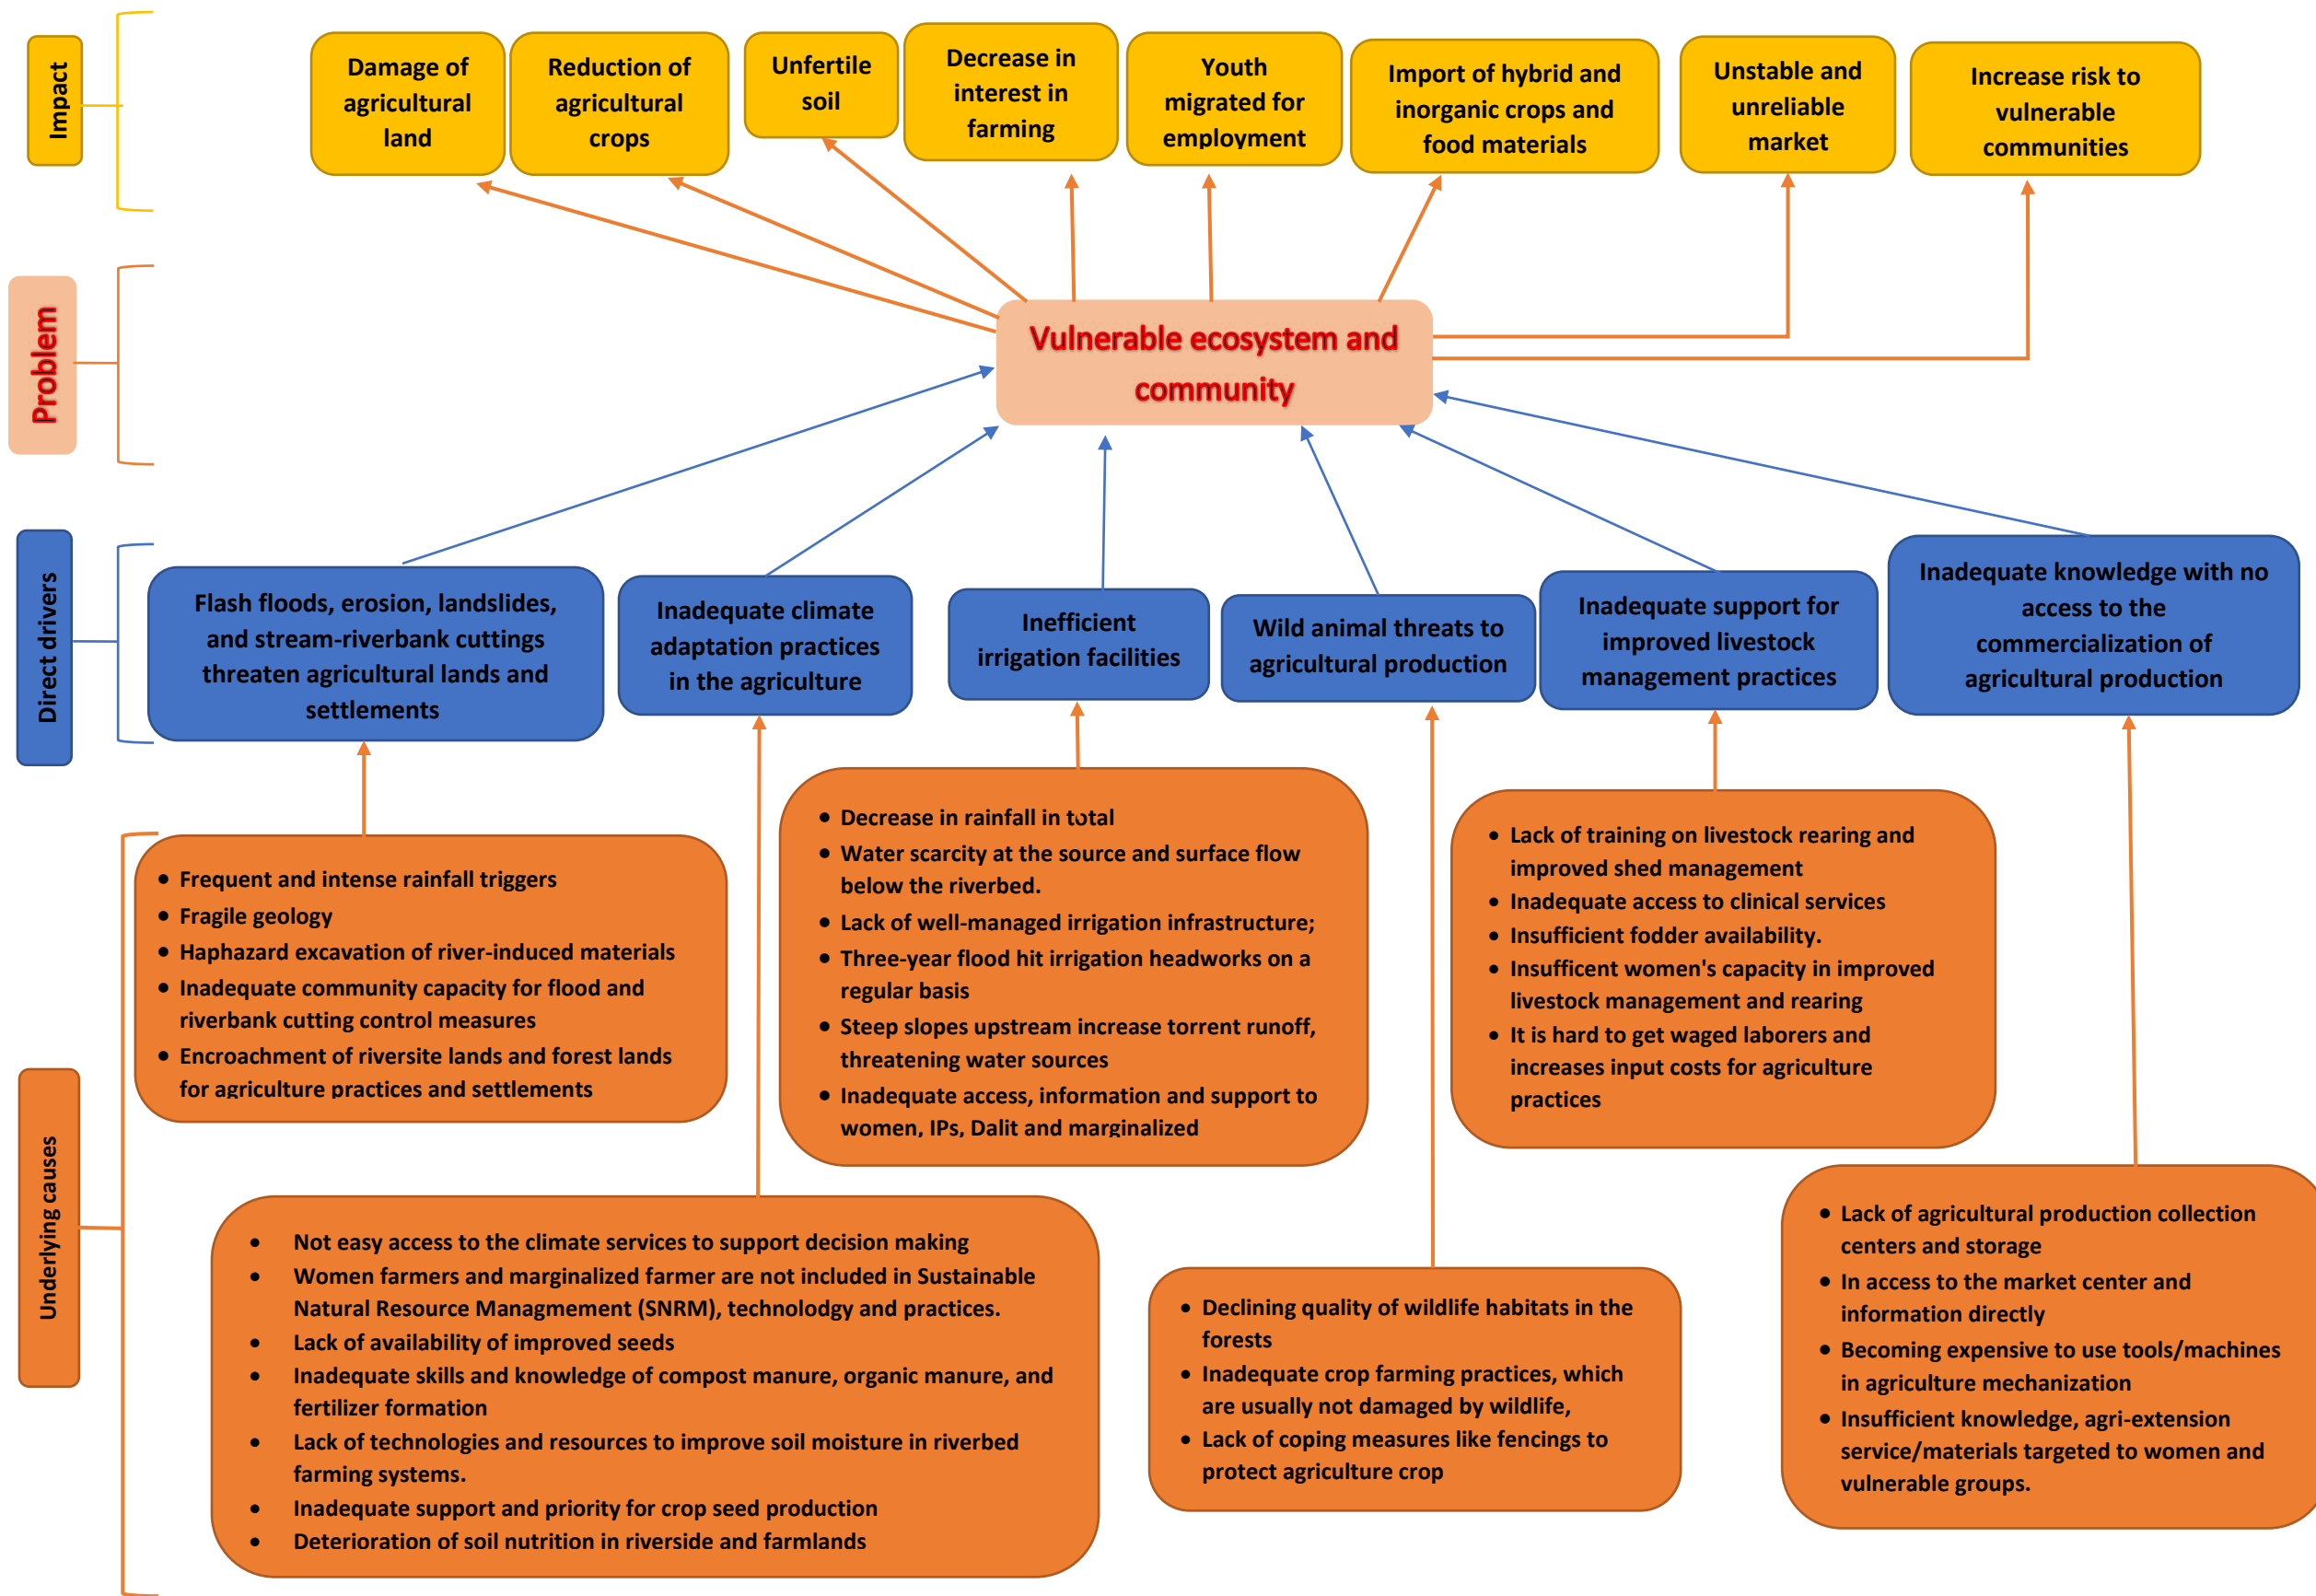 Impact
Damage of
agricultural
land
Reduction of
agricultural
crops
Unfertile
soil
Decrease in
interest in
farming
Youth
migrated for
employment
Import of hybrid and
inorganic crops and
food materials
Unstable and
unreliable
market
Increase risk to
vulnerable
communities
Problem
Vulnerable ecosystem and
community
Direct drivers
Flash floods, erosion, landslides,
and stream-riverbank cuttings
threaten agricultural lands and
settlements
Inadequate climate
adaptation practices
in the agriculture
Inefficient
irrigation facilities
Wild animal threats to
agricultural production
Inadequate support for
improved livestock
management practices
Inadequate knowledge with no
access to the
commercialization of
agricultural production
Underlying causes
• Frequent and intense rainfall triggers
• Fragile geology
• Haphazard excavation of river-induced materials
• Inadequate community capacity for flood and
riverbank cutting control measures
• Encroachment of riversite lands and forest lands
for agriculture practices and settlements
• Decrease in rainfall in total
• Water scarcity at the source and surface flow
below the riverbed.
• Lack of well-managed irrigation infrastructure;
• Three-year flood hit irrigation headworks on a
regular basis
• Steep slopes upstream increase torrent runoff,
threatening water sources
• Inadequate access, information and support to
women, IPs, Dalit and marginalized
• Lack of training on livestock rearing and
improved shed management
• Inadequate access to clinical services
• Insufficient fodder availability.
• Insufficent women's capacity in improved
livestock management and rearing
• It is hard to get waged laborers and
increases input costs for agriculture
practices
• Not easy access to the climate services to support decision making
• Women farmers and marginalized farmer are not included in Sustainable
Natural Resource Managmement (SNRM), technolodgy and practices.
• Lack of availability of improved seeds
• Inadequate skills and knowledge of compost manure, organic manure, and
fertilizer formation
• Lack of technologies and resources to improve soil moisture in riverbed
farming systems.
• Inadequate support and priority for crop seed production
• Deterioration of soil nutrition in riverside and farmlands
• Declining quality of wildlife habitats in the
forests
• Inadequate crop farming practices, which
are usually not damaged by wildlife,
• Lack of coping measures like fencings to
protect agriculture crop
• Lack of agricultural production collection
centers and storage
• In access to the market center and
information directly
• Becoming expensive to use tools/machines
in agriculture mechanization
• Insufficient knowledge, agri-extension
service/materials targeted to women and
vulnerable groups.